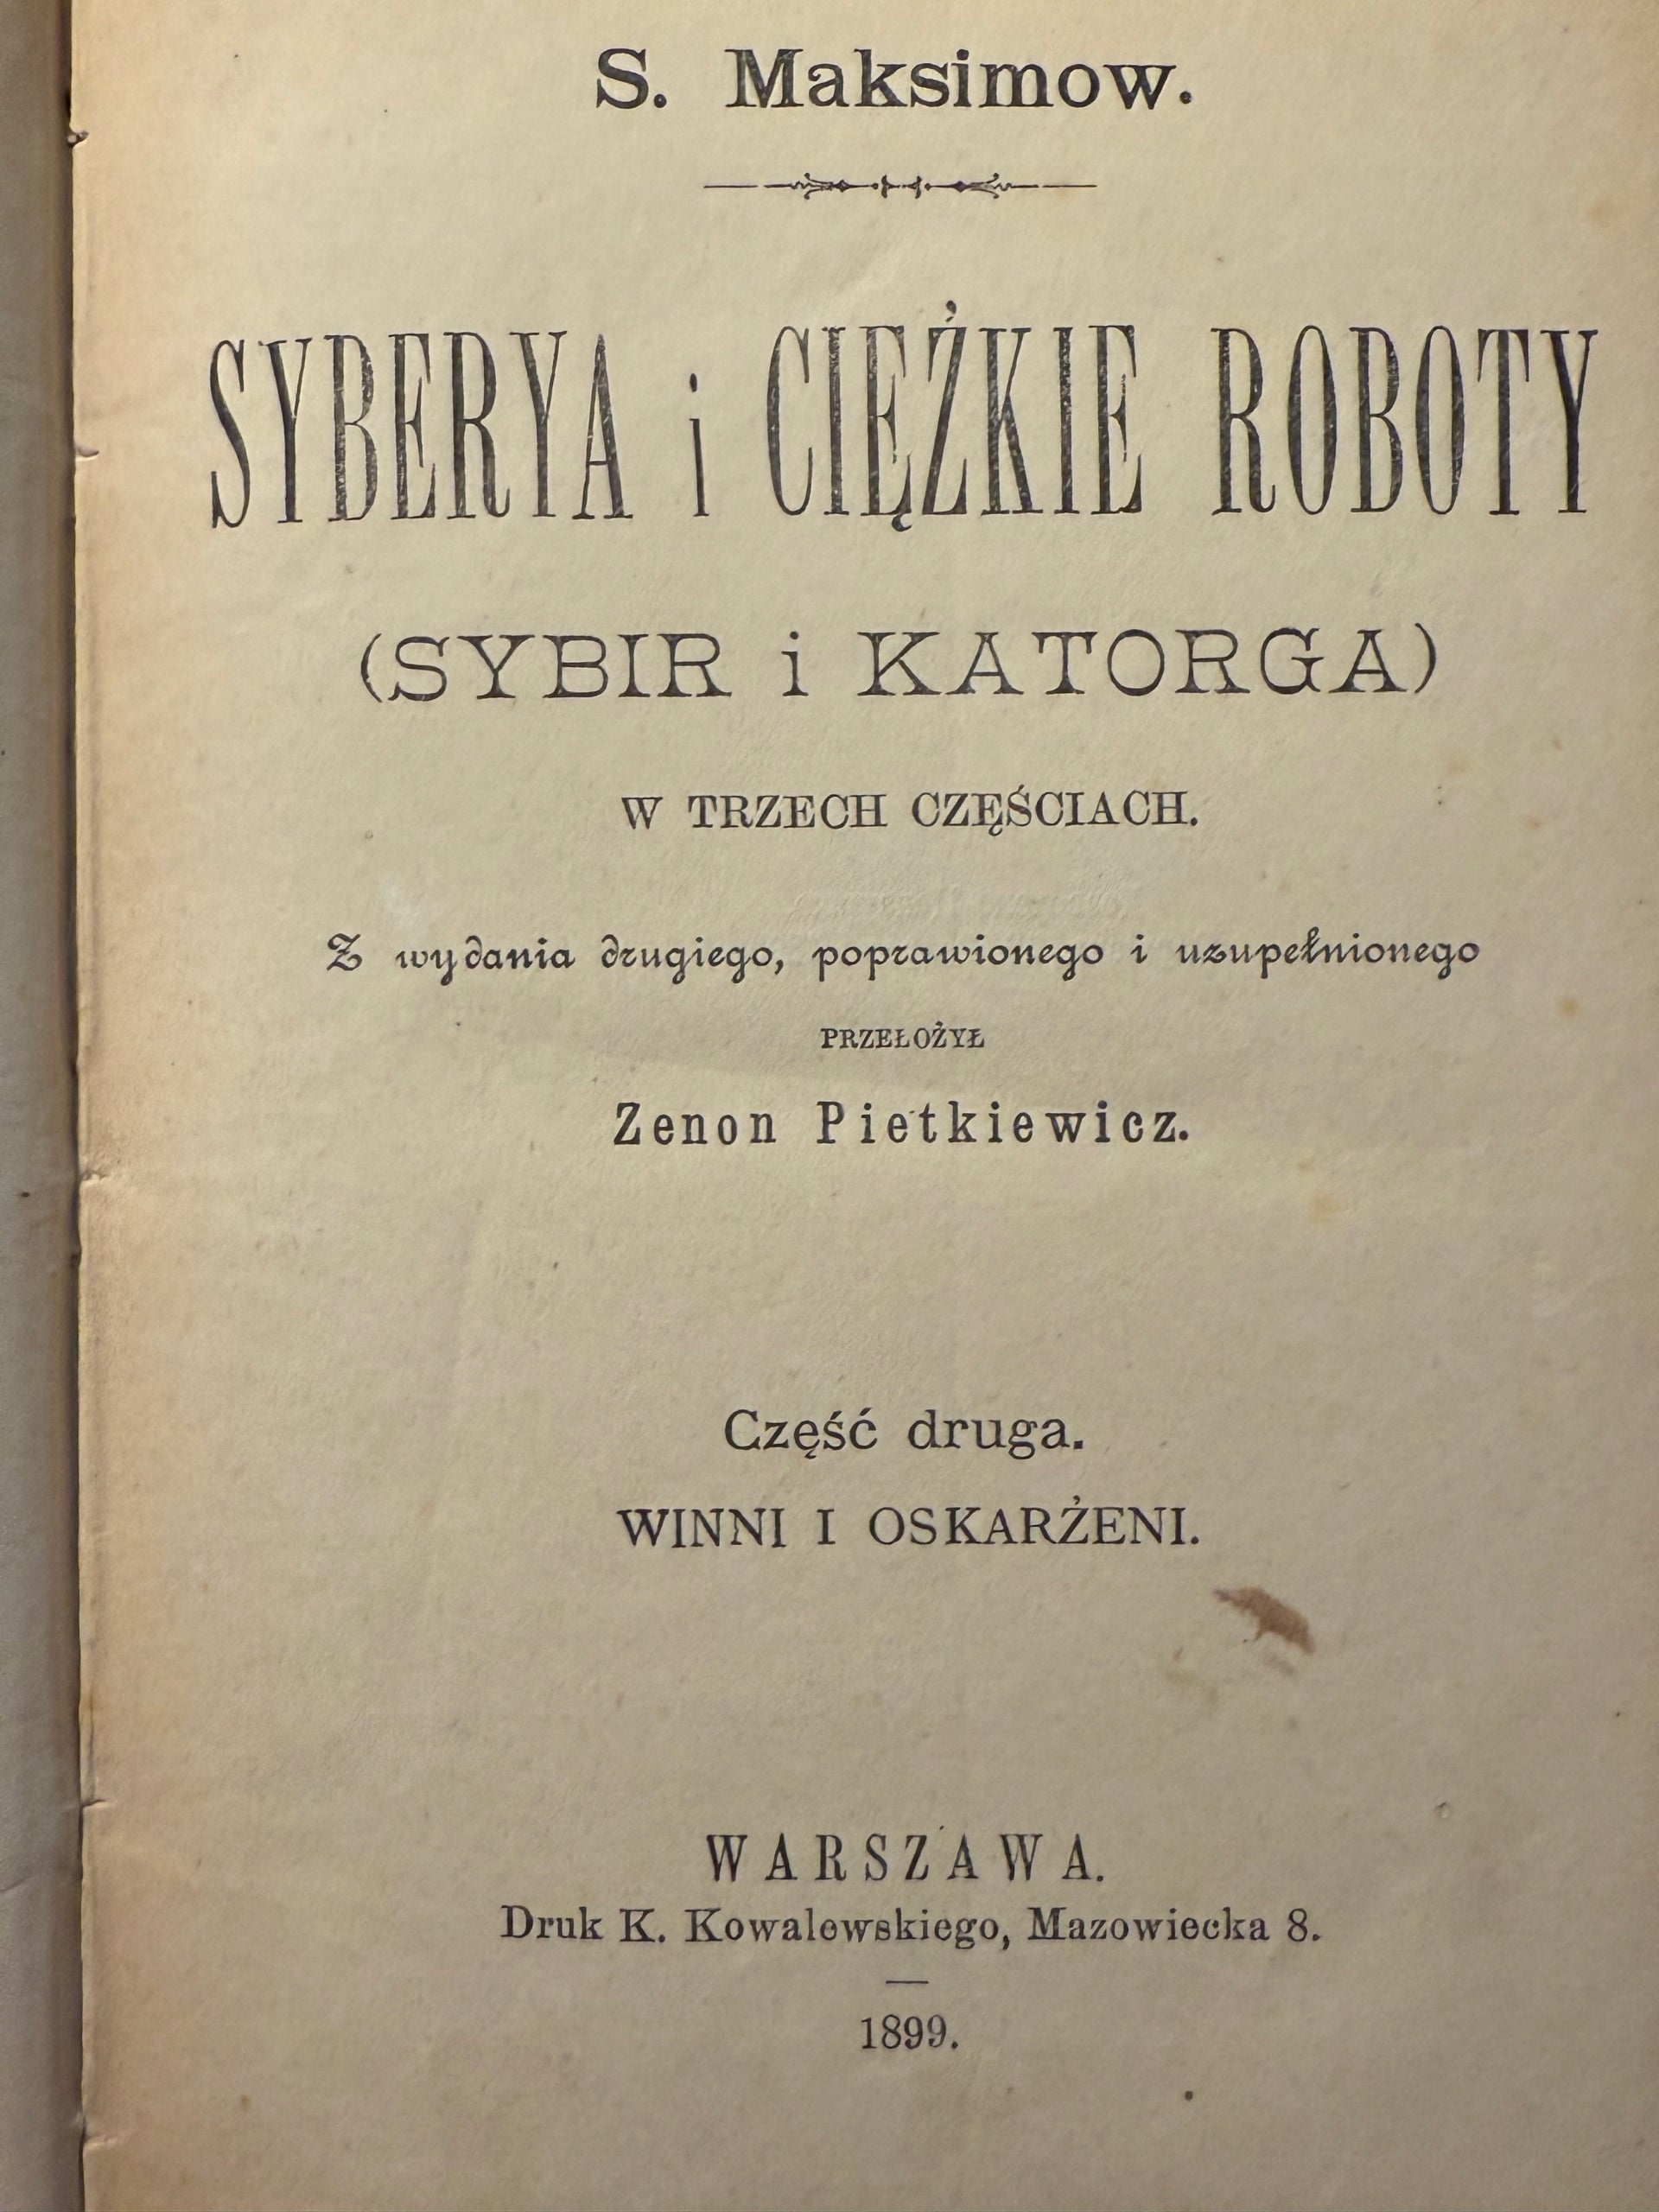 S. Maksimow.
SYBERYA i CIĘŻKIE ROBOTY
(SYBIR i KATORGA)
W TRZECH CZĘŚCIACH.
Z wydania drugiego, poprawionego i uzupełnionego
PRZEŁOŻYŁ
Zenon Pietkiewicz.
Część druga.
WINNI I OSKARŻENI.
WARSZAWA.
Druk K. Kowalewskiego, Mazowiecka 8.
1899.